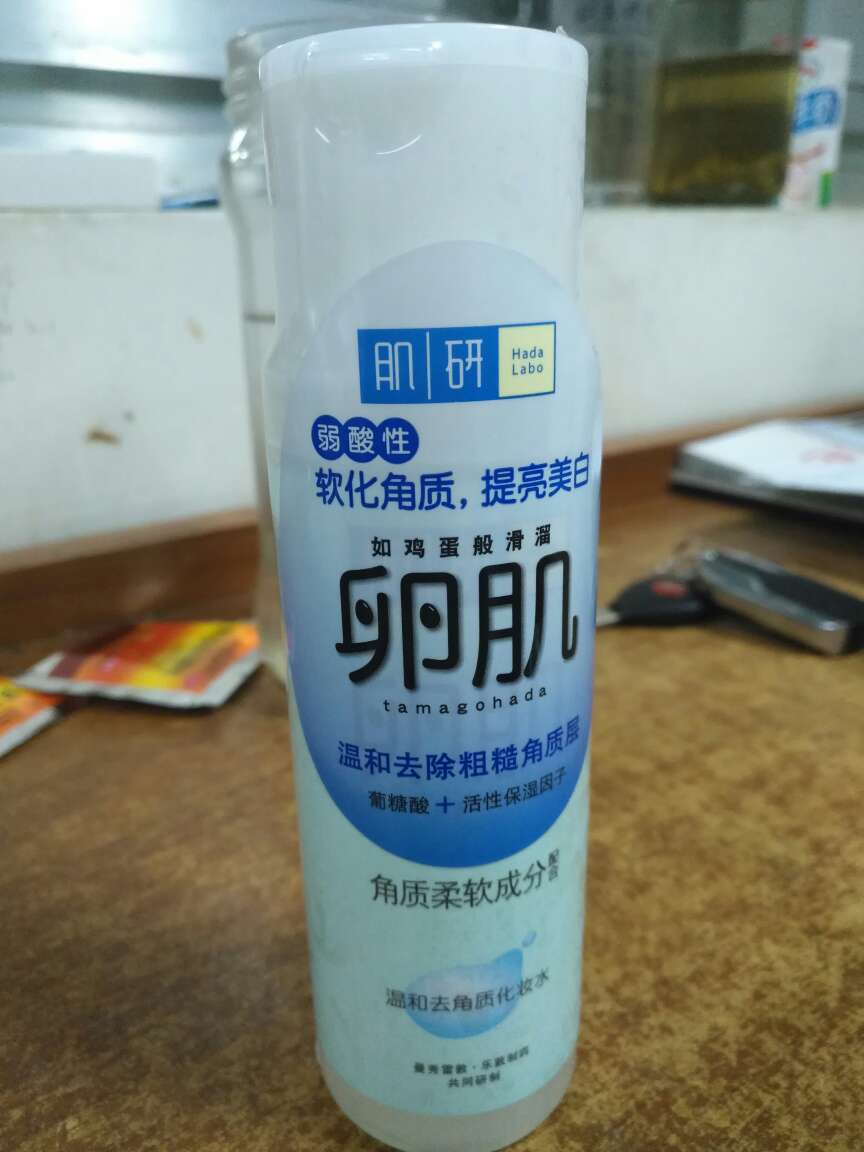 肌研 Hada Labo
弱酸性
软化角质，提亮美白
如鸡蛋般滑溜
卵肌
tamagohada
温和去除粗糙角质层
葡糖酸+活性保湿因子
角质柔软成分配合
温和去角质化妆水
曼秀雷敦·乐敦制药
共同研制